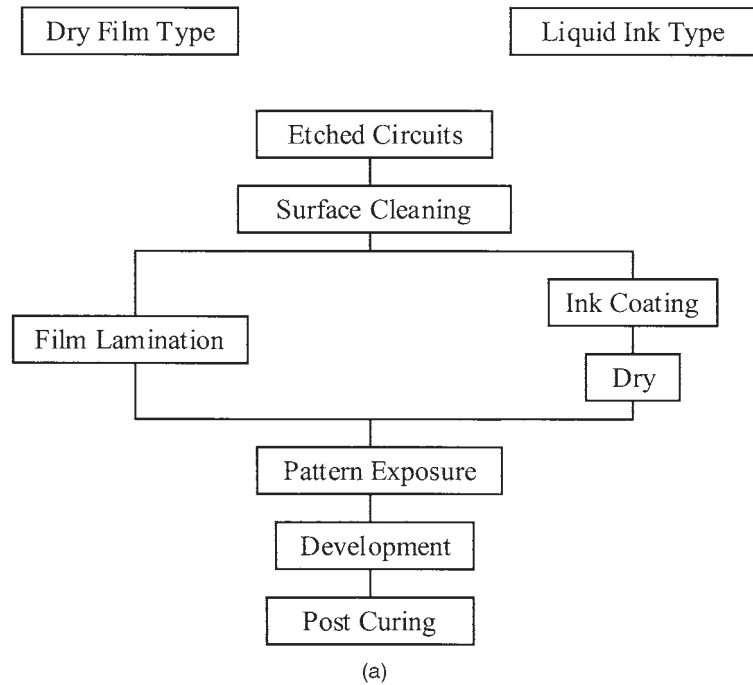 Dry Film Type
Liquid Ink Type
Etched Circuits
Surface Cleaning
Film Lamination
Ink Coating
Dry
Pattern Exposure
Development
Post Curing
(a)